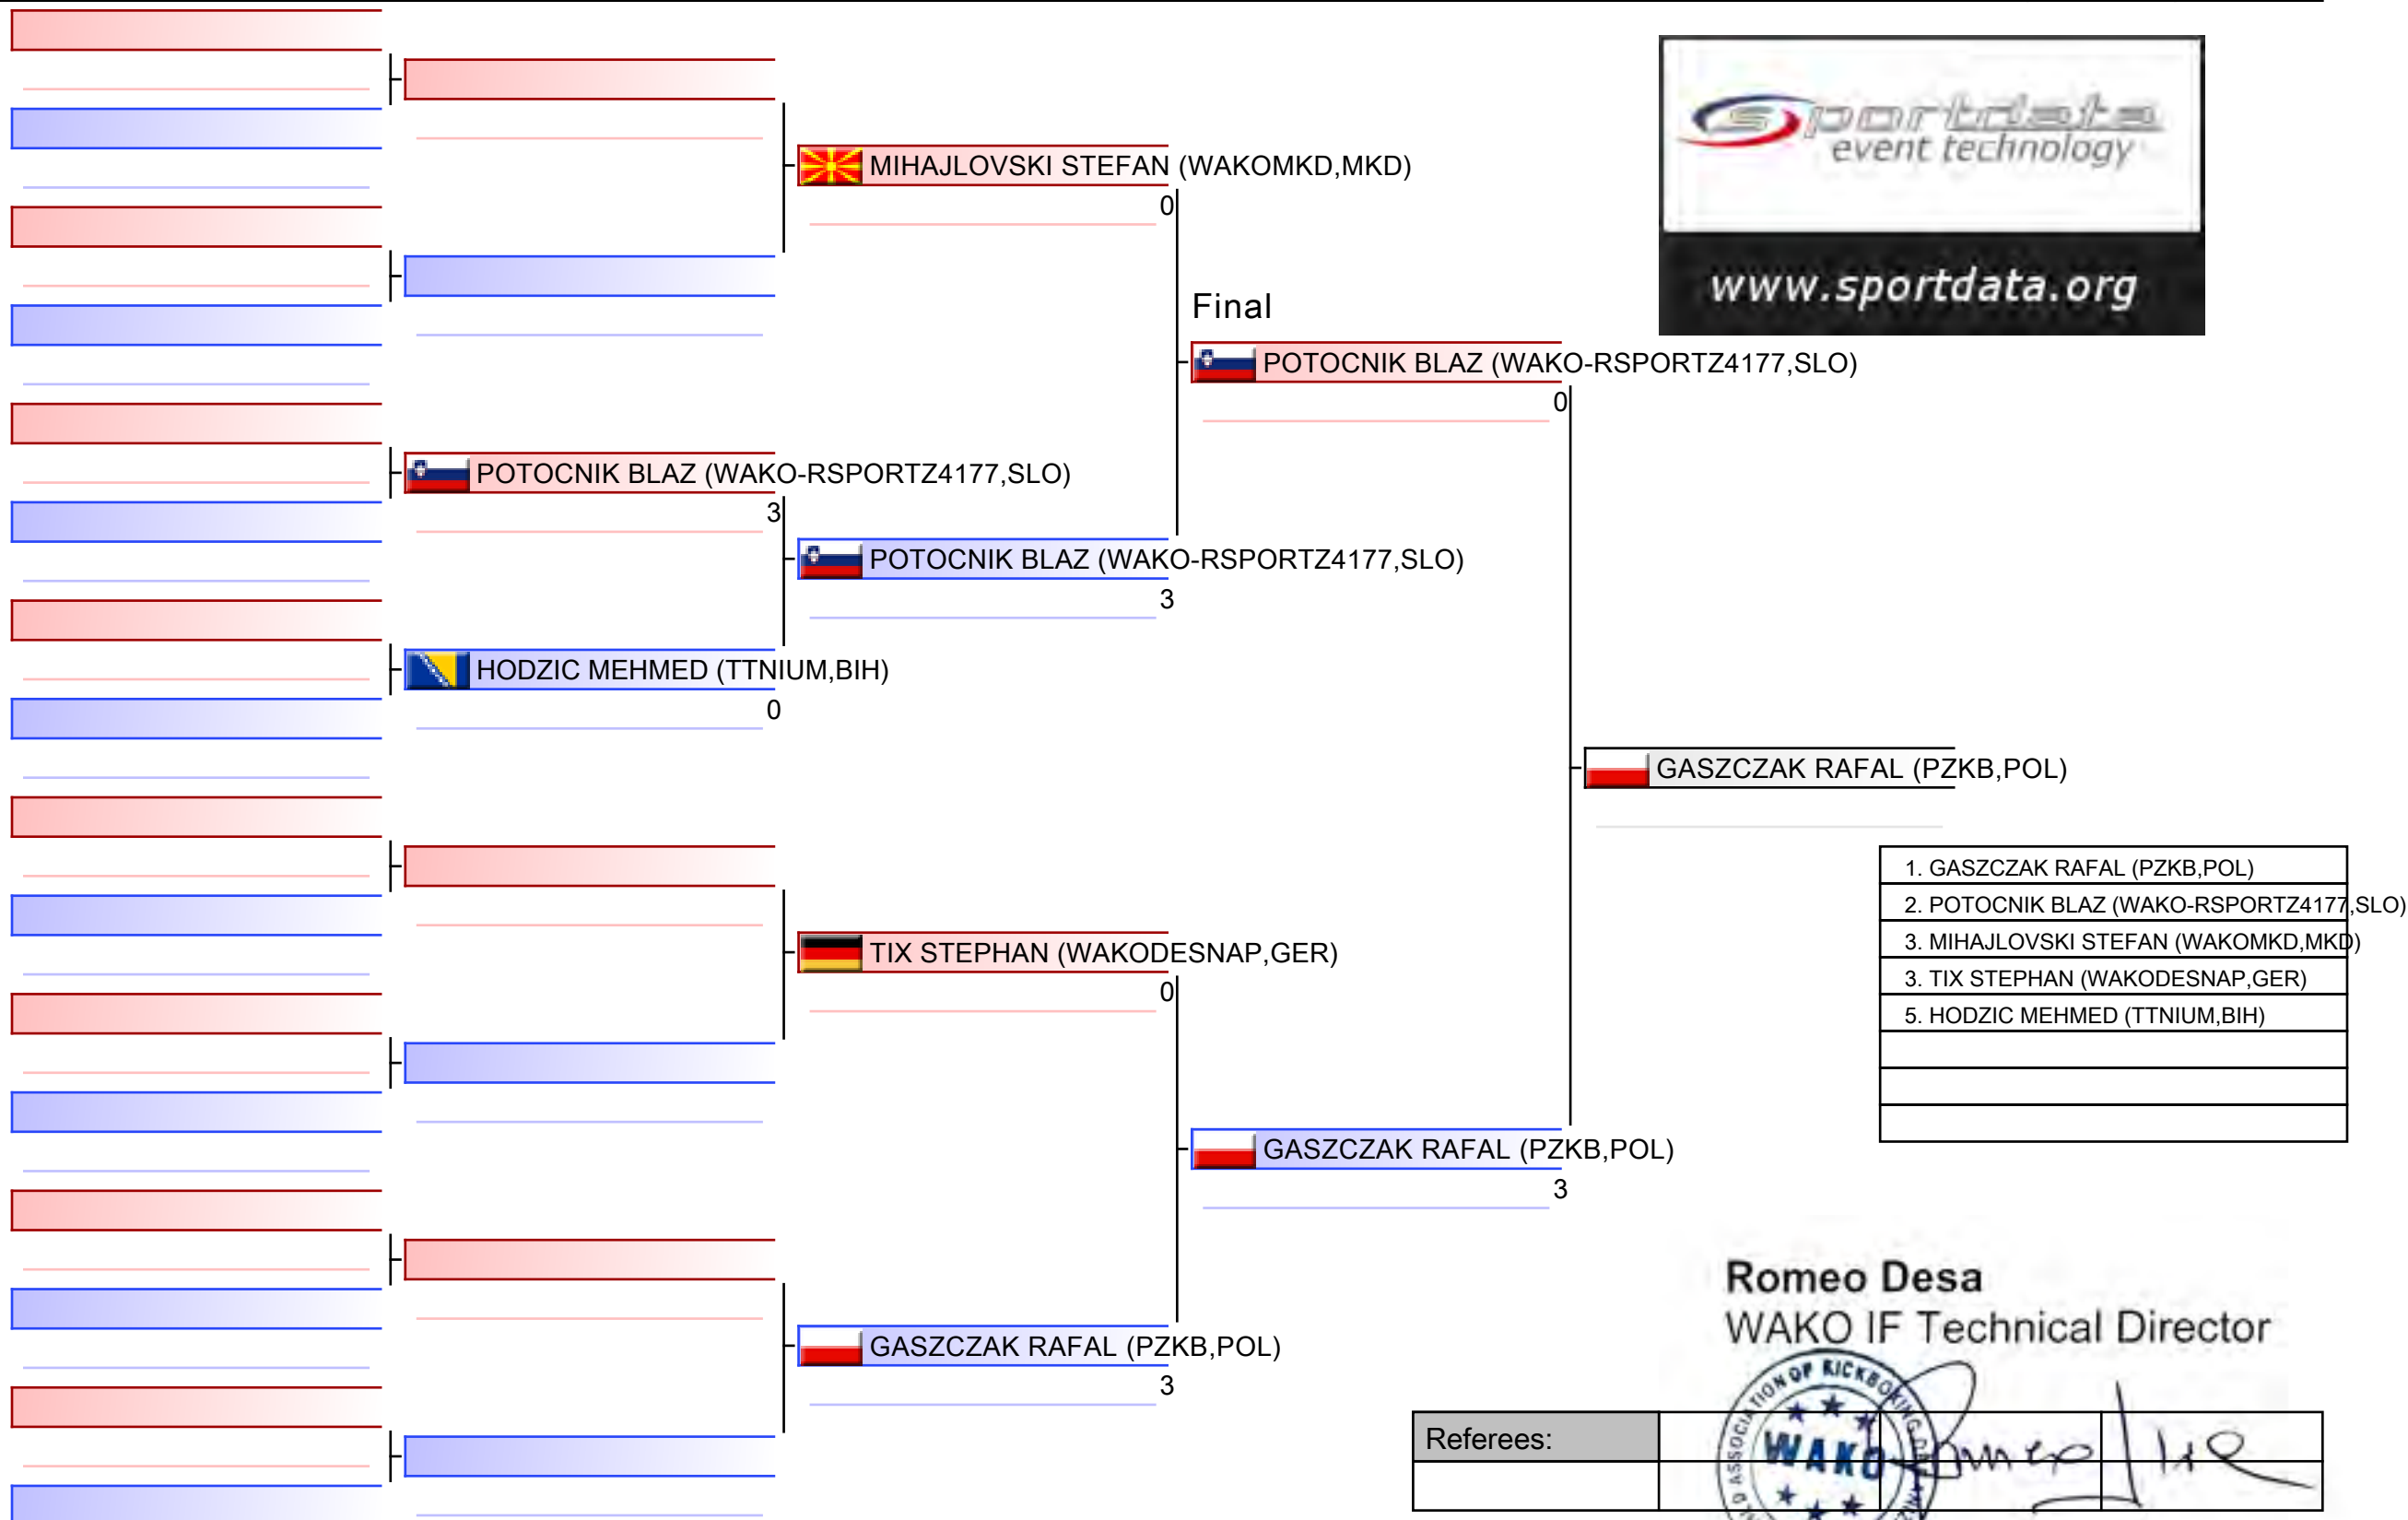 sportdata
event technology
www.sportdata.org
MIHAJLOVSKI STEFAN (WAKOMKD,MKD)
0
Final
POTOCNIK BLAZ (WAKO-RSPORTZ4177,SLO)
0
POTOCNIK BLAZ (WAKO-RSPORTZ4177,SLO)
3
POTOCNIK BLAZ (WAKO-RSPORTZ4177,SLO)
3
HODZIC MEHMED (TTNIUM,BIH)
0
GASZCZAK RAFAL (PZKB,POL)
1. GASZCZAK RAFAL (PZKB,POL)
2. POTOCNIK BLAZ (WAKO-RSPORTZ4177,SLO)
3. MIHAJLOVSKI STEFAN (WAKOMKD,MKD)
3. TIX STEPHAN (WAKODESNAP,GER)
5. HODZIC MEHMED (TTNIUM,BIH)
TIX STEPHAN (WAKODESNAP,GER)
0
GASZCZAK RAFAL (PZKB,POL)
3
GASZCZAK RAFAL (PZKB,POL)
3
Romeo Desa
WAKO IF Technical Director
Referees:
ASSOCIATION OF KICKBOXING
WAKO